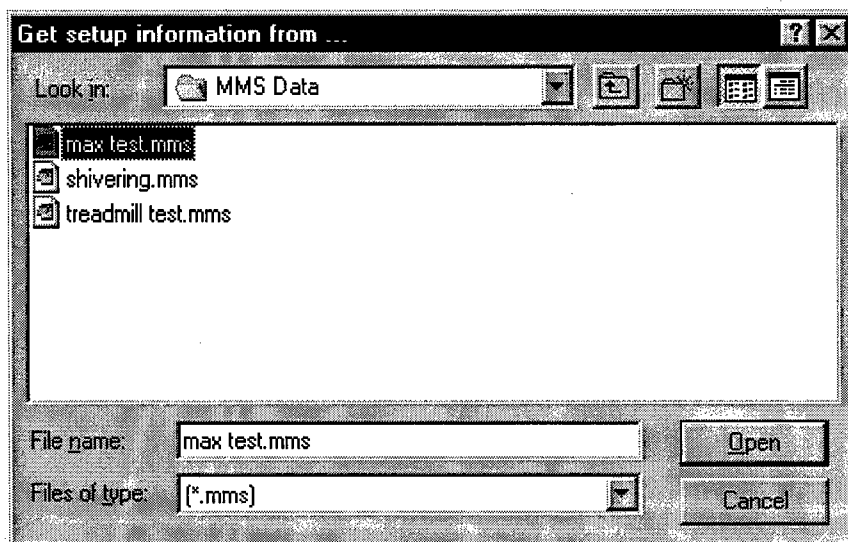 Get setup information from ...
Look in: MMS Data
max test.mms
shivering.mms
treadmill test.mms
File name: max test.mms Open
Files of type: (*.mms) Cancel